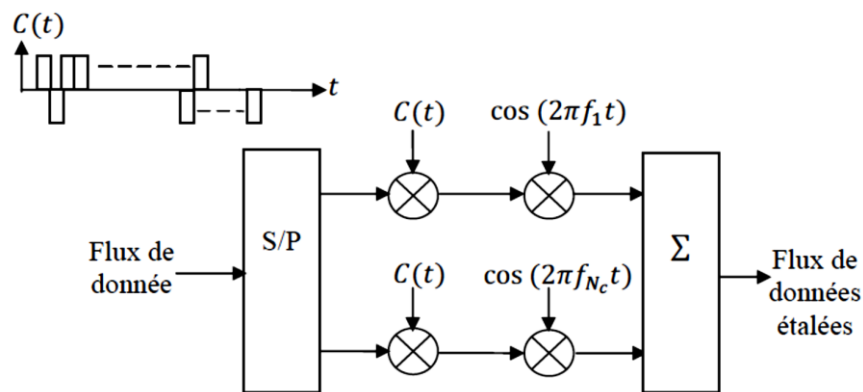 C(t)
t
C(t)
cos (2πf₁t)
Flux de
donnée
S/P
Σ
C(t)
cos (2πf_{N_c}t)
Flux de
données
étalées